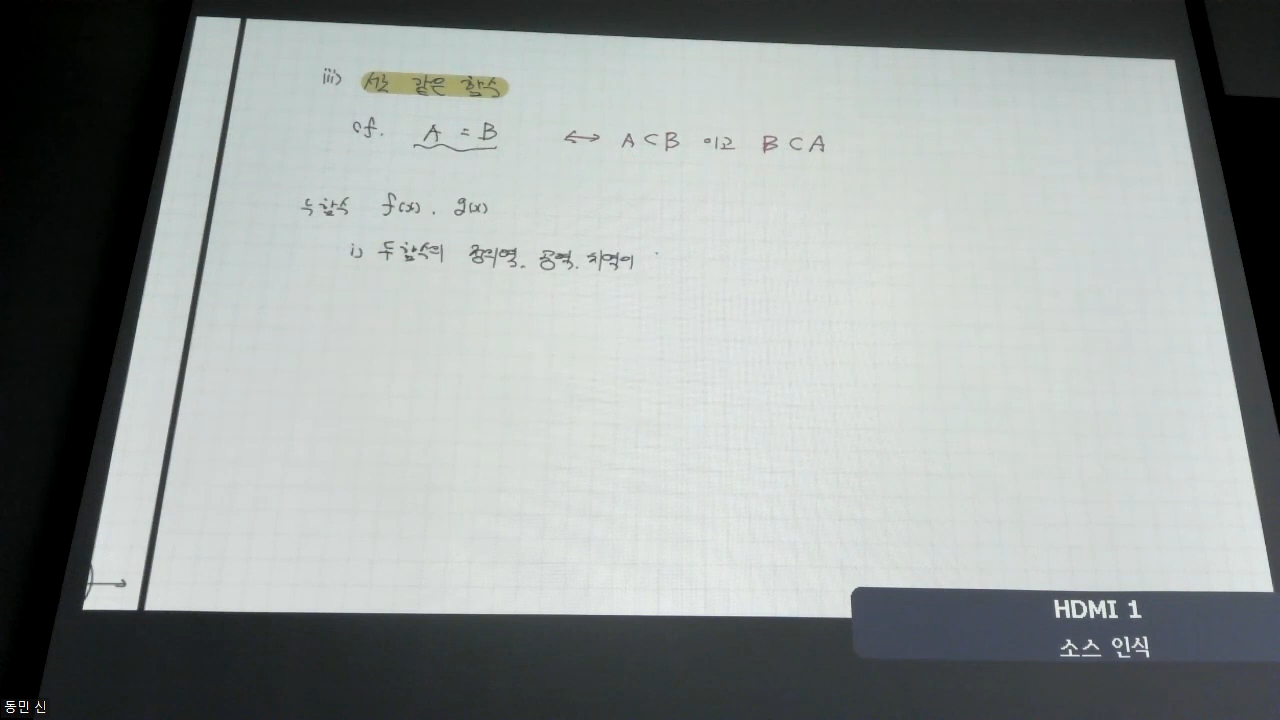 iii) 서로 같은 함수
cf. A = B ↔ A ⊂ B 이고 B ⊂ A
두 함수 f(x), g(x)
i) 두 함수의 정의역, 공역, 치역이
HDMI 1
소스 인식
동민 신